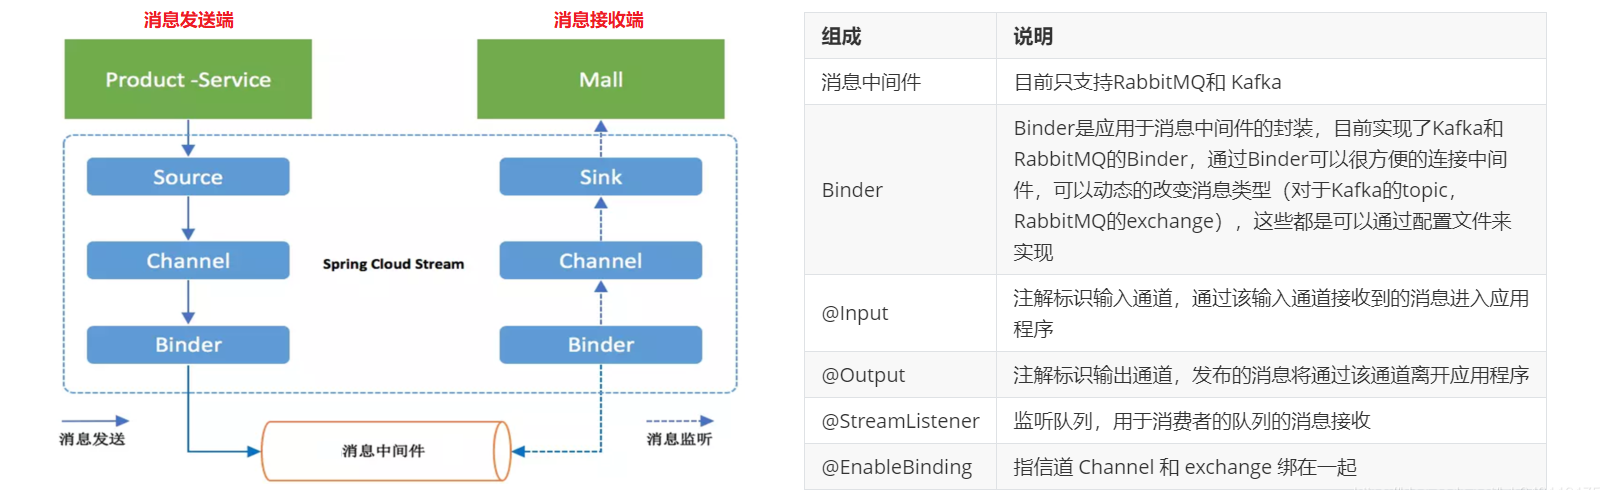 消息发送端
消息接收端
Product -Service
Mall
Source
Sink
Channel
Spring Cloud Stream
Channel
Binder
Binder
消息发送
消息中间件
消息监听
组成
说明
消息中间件
目前只支持RabbitMQ和 Kafka
Binder
Binder是应用于消息中间件的封装，目前实现了Kafka和
RabbitMQ的Binder，通过Binder可以很方便的连接中间
件，可以动态的改变消息类型（对于Kafka的topic，
RabbitMQ的exchange），这些都是可以通过配置文件来
实现
@Input
注解标识输入通道，通过该输入通道接收到的消息进入应用
程序
@Output
注解标识输出通道，发布的消息将通过该通道离开应用程序
@StreamListener
监听队列，用于消费者的队列的消息接收
@EnableBinding
指信道 Channel 和 exchange 绑在一起